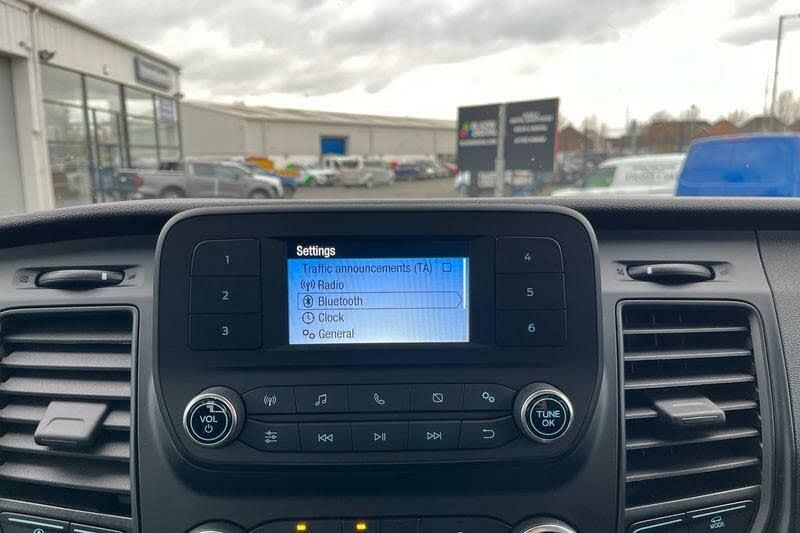 Settings
Traffic announcements (TA)
Radio
Bluetooth
Clock
General
1
2
3
4
5
6
VOL
TUNE
OK
MODE